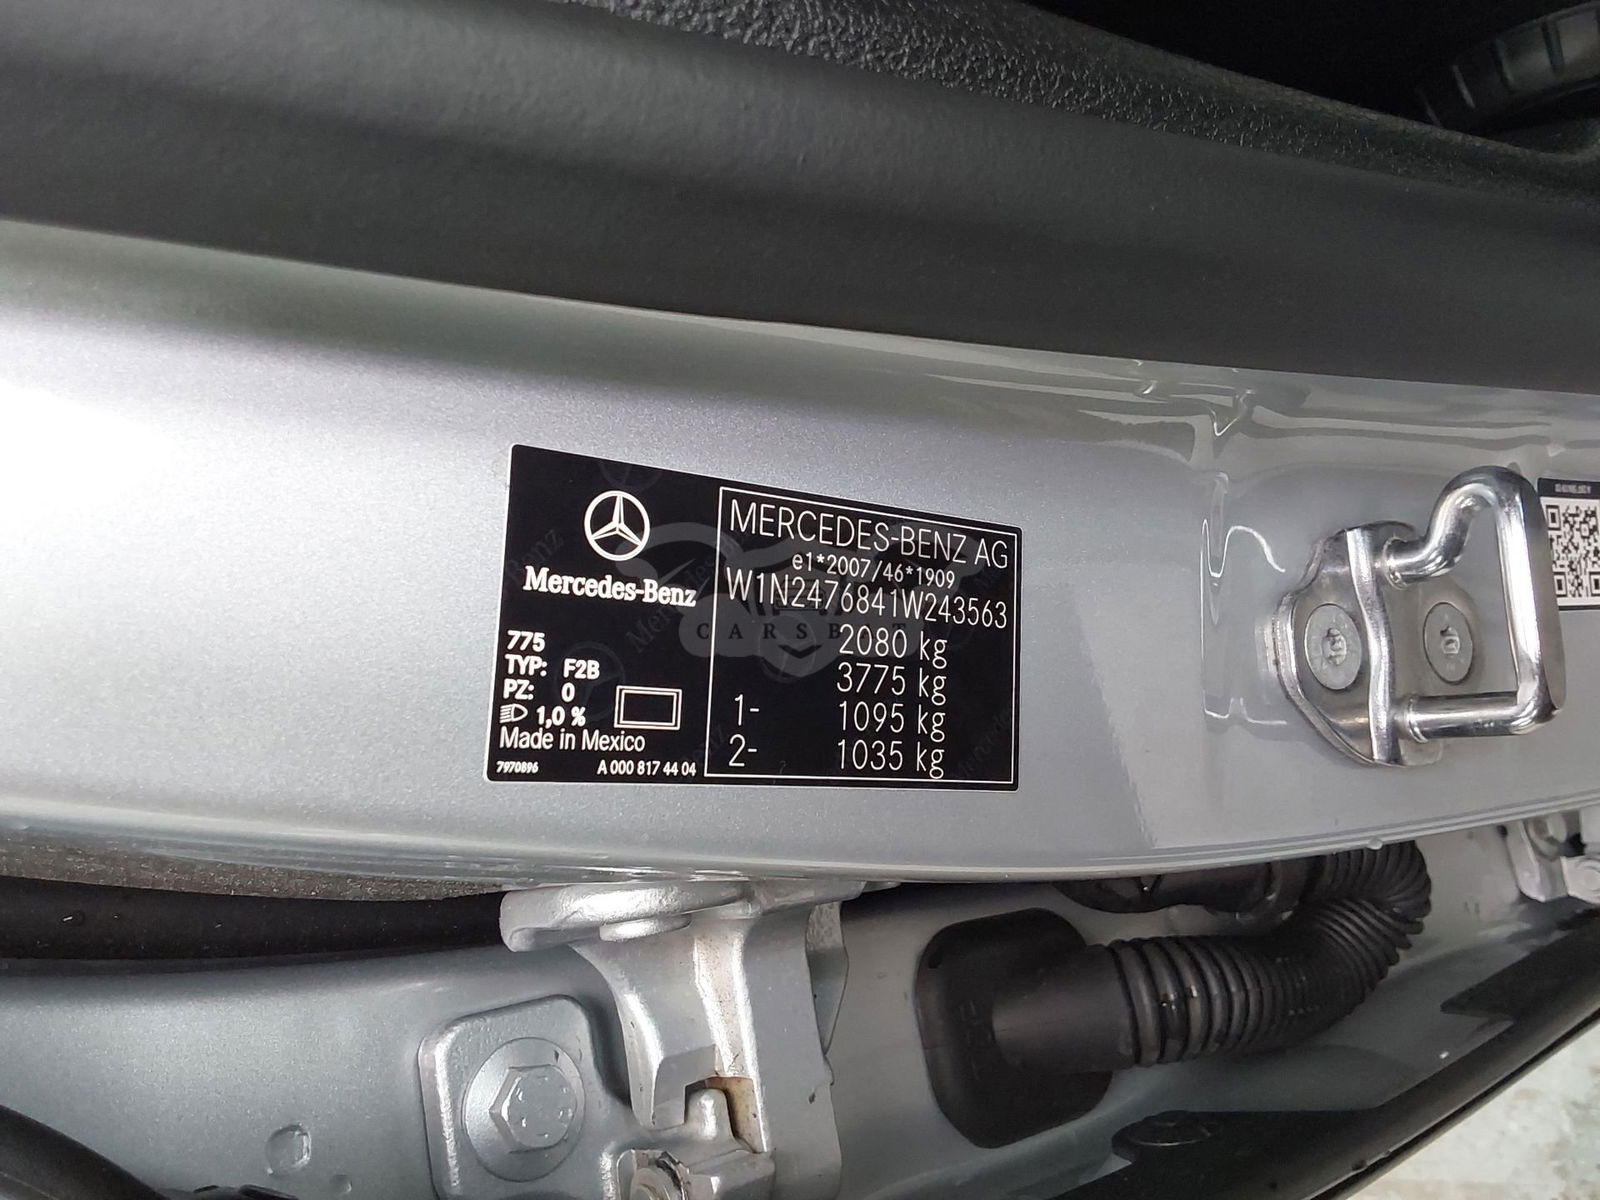 Mercedes-Benz
775
TYP: F2B
PZ: 0
1,0 %
Made in Mexico
7970896 A 000 817 44 04
MERCEDES-BENZ AG
e1*2007/46*1909
W1N2476841W243563
2080 kg
3775 kg
1- 1095 kg
2- 1035 kg
CARSBAT